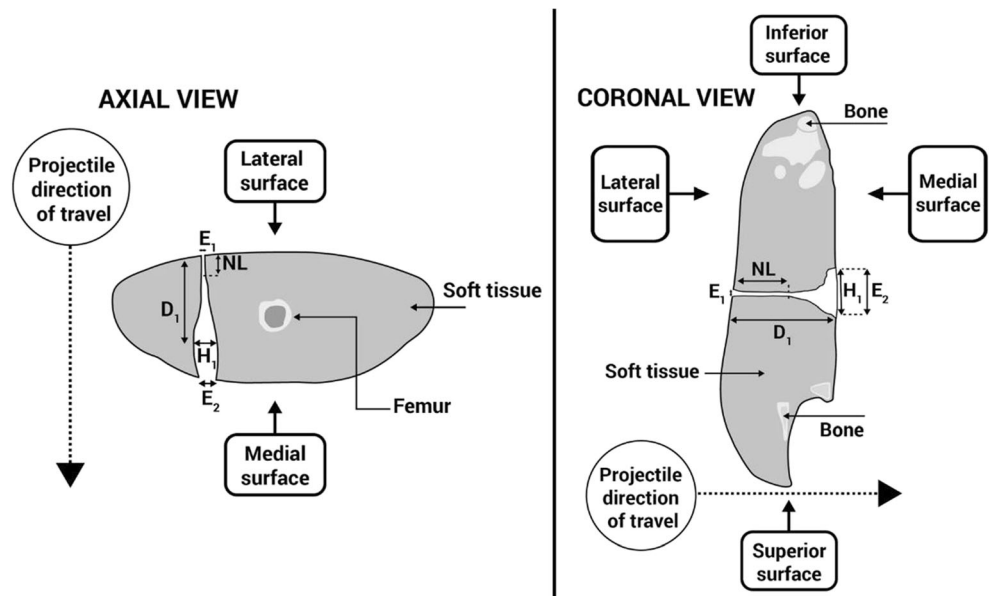 AXIAL VIEW
Projectile
direction
of travel
Lateral
surface
E1
NL
D1
Soft tissue
H1
E2
Femur
Medial
surface
CORONAL VIEW
Inferior
surface
Bone
Lateral
surface
Medial
surface
NL
E1
H1
E2
D1
Soft tissue
Bone
Projectile
direction
of travel
Superior
surface